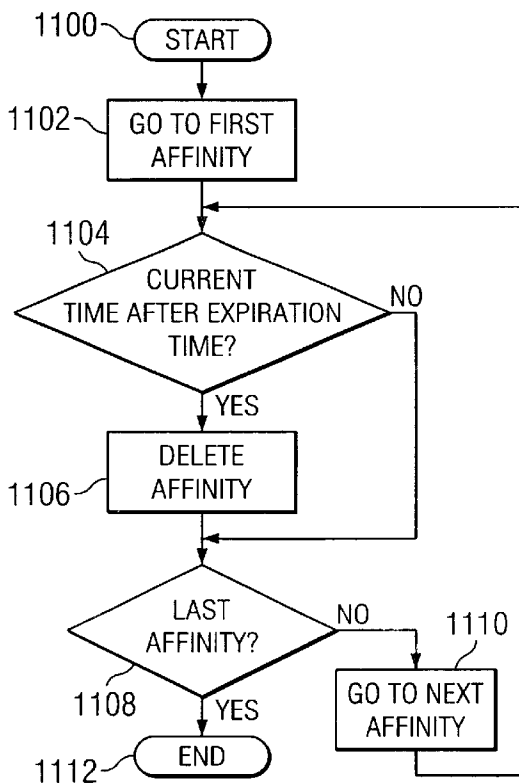 1100
START
1102
GO TO FIRST
AFFINITY
1104
CURRENT
TIME AFTER EXPIRATION
TIME?
NO
YES
1106
DELETE
AFFINITY
LAST
AFFINITY?
NO
1108
YES
1110
GO TO NEXT
AFFINITY
1112
END